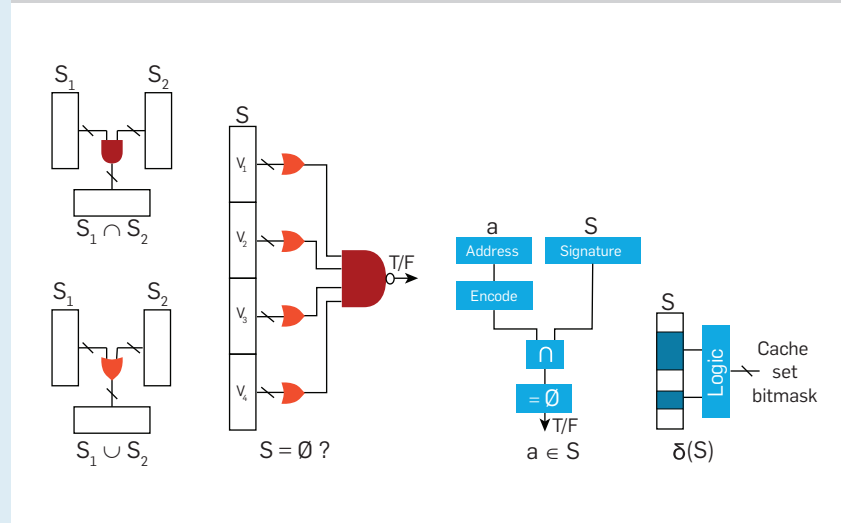 S₁ S₂
S₁ ∩ S₂
S₁ S₂
S₁ ∪ S₂
S
V₁
V₂
V₃
V₄
T/F
S = Ø ?
a S
Address Signature
Encode
∩
= Ø
T/F
a ∈ S
S
Logic
Cache
set
bitmask
δ(S)